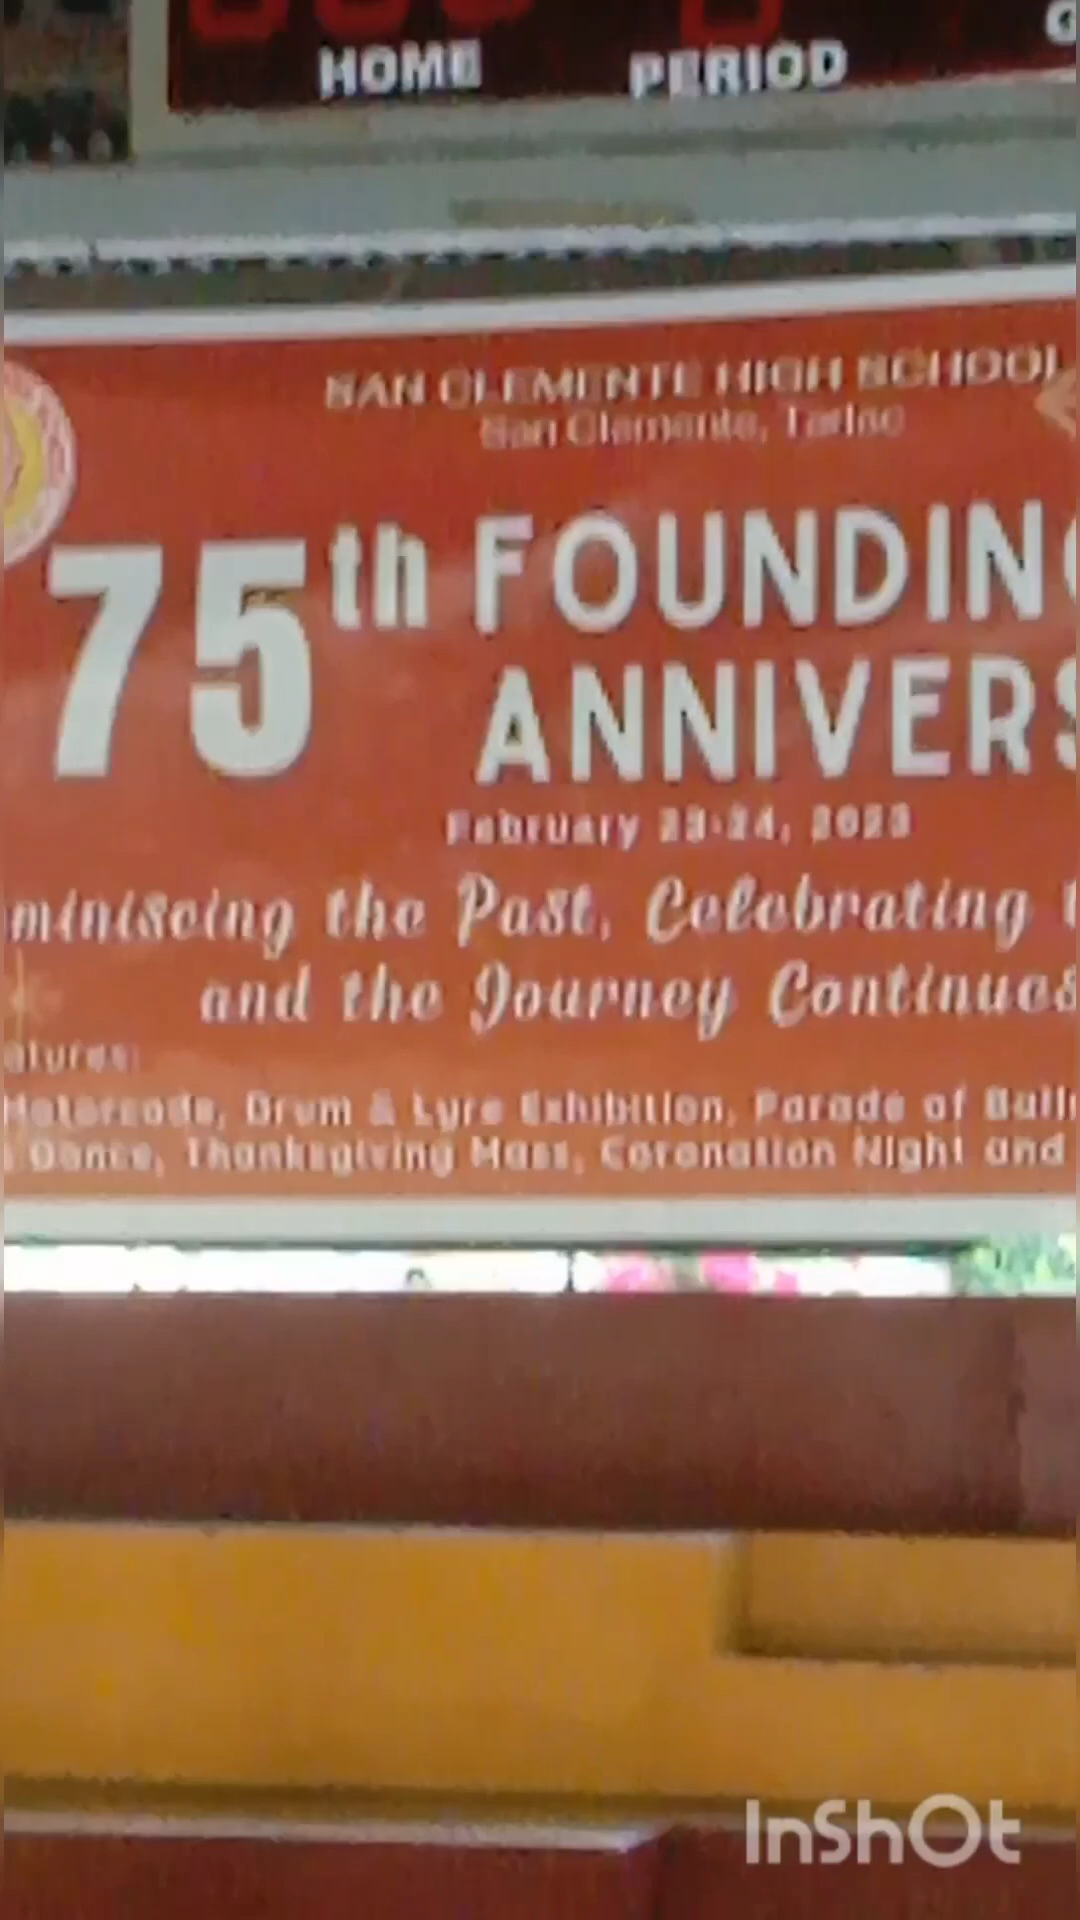 HOME PERIOD G
SAN CLEMENTE HIGH SCHOOL
San Clemente, Tarlac
75th FOUNDING
ANNIVERS
February 23-24, 2023
miniscing the Past, Celebrating t
and the Journey Continues
atures:
Motorcade, Drum & Lyre Exhibition, Parade of Bull
Dance, Thanksgiving Mass, Coronation Night and
InShOt